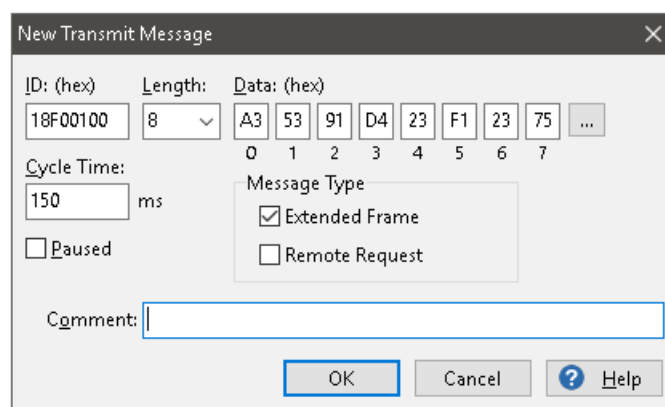 New Transmit Message
ID: (hex) Length: Data: (hex)
18F00100 8 A3 53 91 D4 23 F1 23 75 ...
0 1 2 3 4 5 6 7
Cycle Time:
150 ms
Message Type
Extended Frame
Paused
Remote Request
Comment:
OK Cancel ? Help